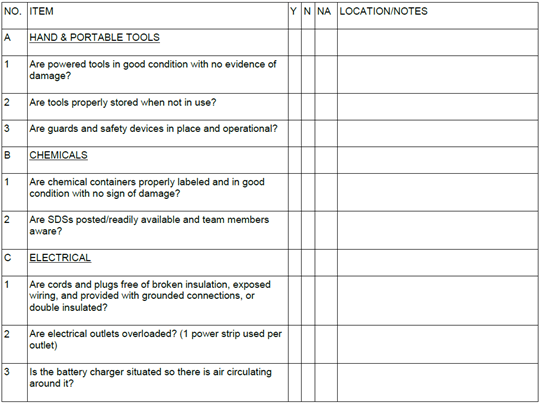 NO. ITEM Y N NA LOCATION/NOTES
A HAND & PORTABLE TOOLS
1 Are powered tools in good condition with no evidence of
damage?
2 Are tools properly stored when not in use?
3 Are guards and safety devices in place and operational?
B CHEMICALS
1 Are chemical containers properly labeled and in good
condition with no sign of damage?
2 Are SDSs posted/readily available and team members
aware?
C ELECTRICAL
1 Are cords and plugs free of broken insulation, exposed
wiring, and provided with grounded connections, or
double insulated?
2 Are electrical outlets overloaded? (1 power strip used per
outlet)
3 Is the battery charger situated so there is air circulating
around it?